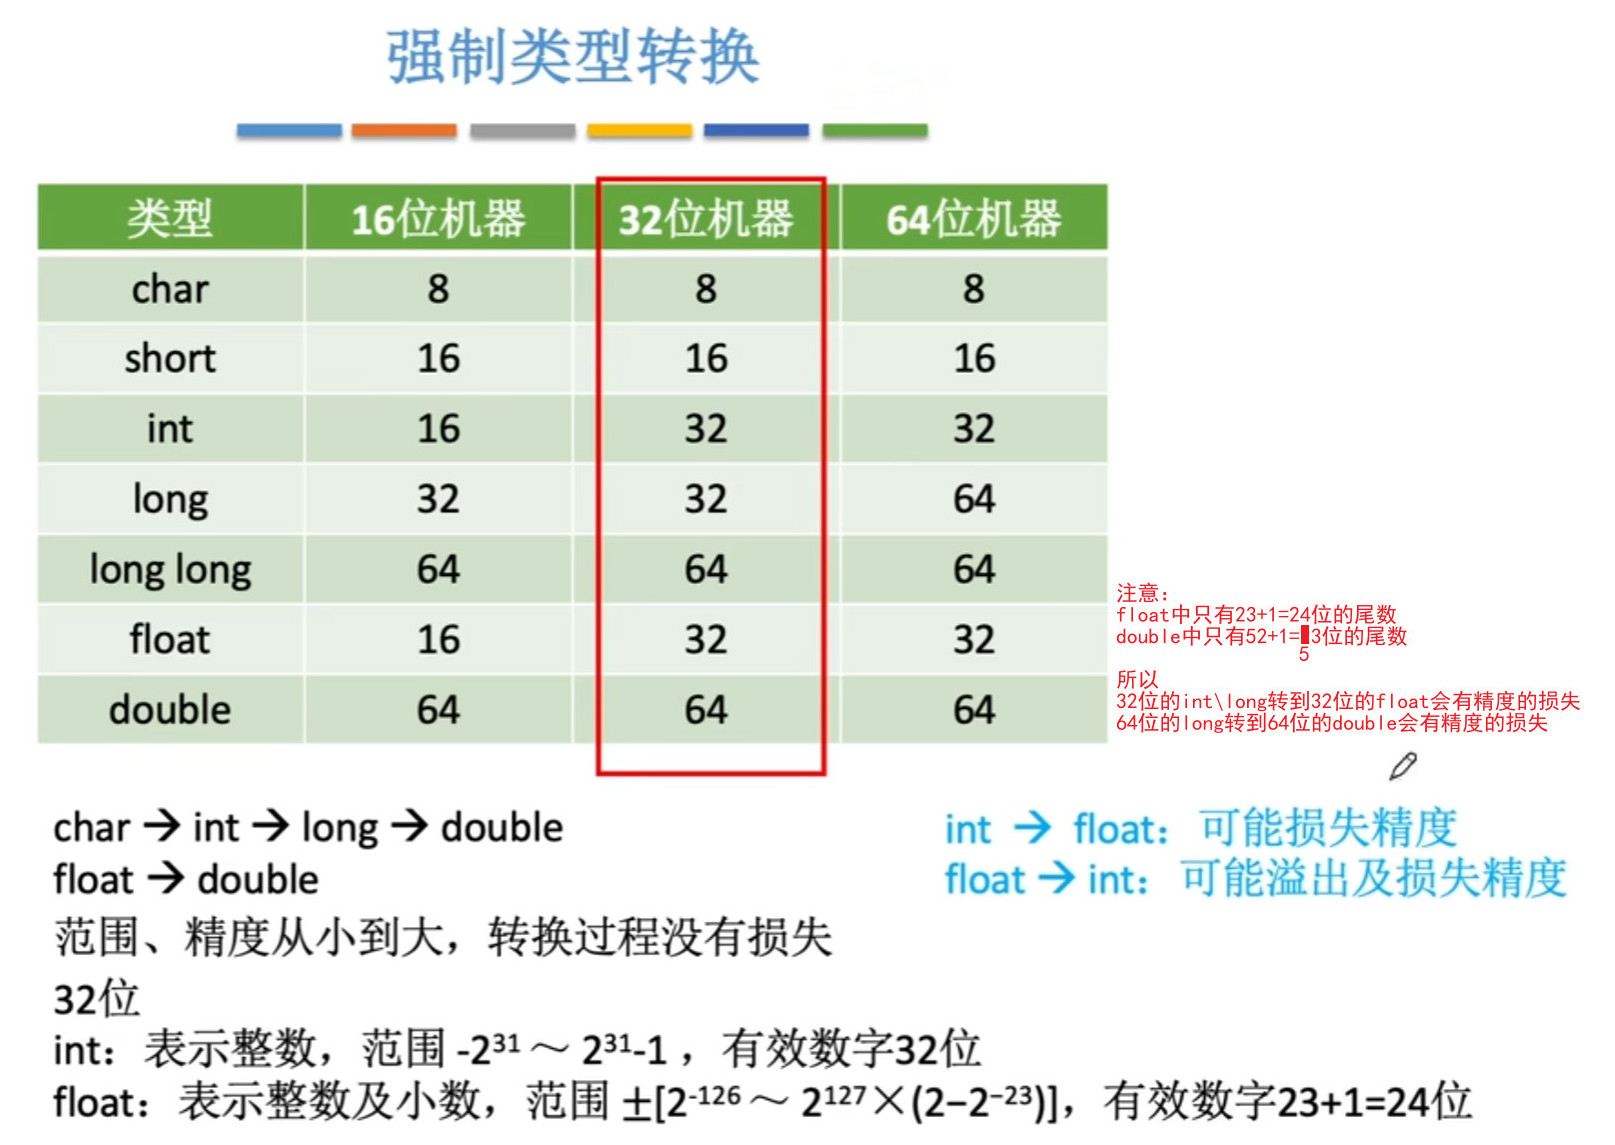 强制类型转换
类型 16位机器 32位机器 64位机器
char 8 8 8
short 16 16 16
int 16 32 32
long 32 32 64
long long 64 64 64
float 16 32 32
double 64 64 64
注意:
float中只有23+1=24位的尾数
double中只有52+1=3位的尾数
5
所以
32位的int\long转到32位的float会有精度的损失
64位的long转到64位的double会有精度的损失
char → int → long → double
float → double
范围、精度从小到大，转换过程没有损失
int → float：可能损失精度
float → int：可能溢出及损失精度
32位
int：表示整数，范围 -2³¹ ～ 2³¹-1 ，有效数字32位
float：表示整数及小数，范围 ±[2⁻¹²⁶ ～ 2¹²⁷×(2−2⁻²³)]，有效数字23+1=24位